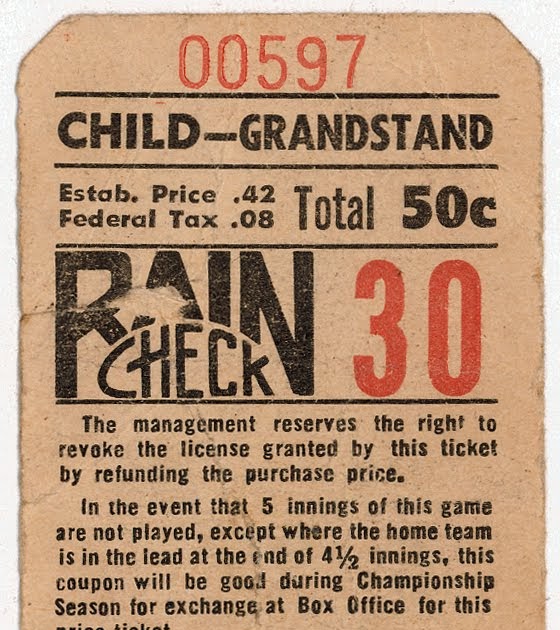 00597
CHILD—GRANDSTAND
Estab. Price .42
Federal Tax .08
Total 50c
RAIN
CHECK
30
The management reserves the right to
revoke the license granted by this ticket
by refunding the purchase price.
In the event that 5 innings of this game
are not played, except where the home team
is in the lead at the end of 4½ innings, this
coupon will be good during Championship
Season for exchange at Box Office for this
price ticket